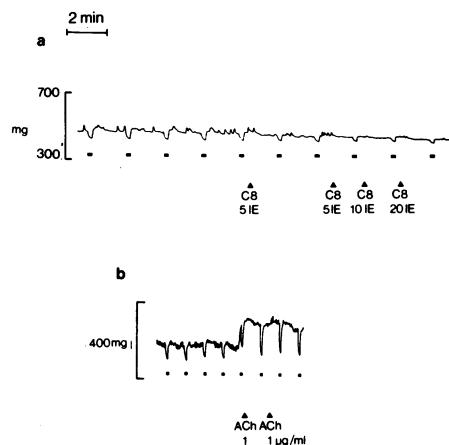 2 min
a
700
mg
300
C8 C8 C8 C8
5 IE 5 IE 10 IE 20 IE
b
400mg
ACh ACh
1 1 µg/ml